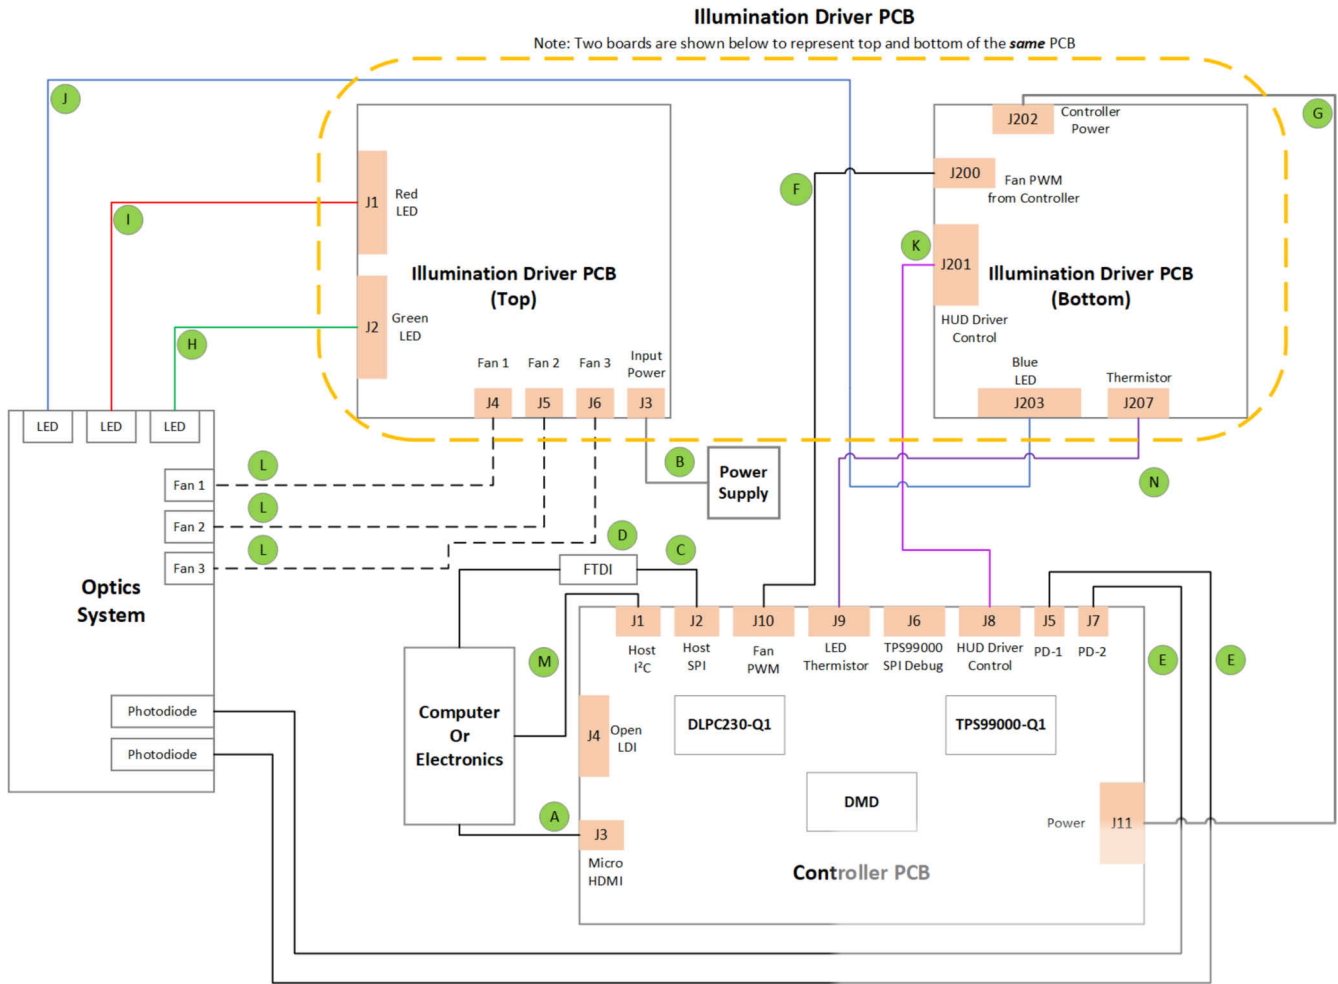 Illumination Driver PCB
Note: Two boards are shown below to represent top and bottom of the same PCB
J
G
J202
Controller
Power
J1
Red
LED
I
F
J200
Fan PWM
from Controller
K
J201
Illumination Driver PCB
(Top)
Illumination Driver PCB
(Bottom)
J2
Green
LED
H
HUD Driver
Control
Fan 1
Fan 2
Fan 3
Input
Power
Blue
LED
Thermistor
J4
J5
J6
J3
J203
J207
LED
LED
LED
L
B
Power
Supply
N
Fan 1
L
Fan 2
L
Fan 3
D
C
FTDI
Optics
System
J1
J2
J10
J9
J6
J8
J5
J7
Host
I²C
Host
SPI
Fan
PWM
LED
Thermistor
TPS99000
SPI Debug
HUD Driver
Control
PD-1
PD-2
M
E
E
Photodiode
Photodiode
Computer
Or
Electronics
J4
Open
LDI
DLPC230-Q1
TPS99000-Q1
DMD
A
J3
Micro
HDMI
Power
J11
Controller PCB